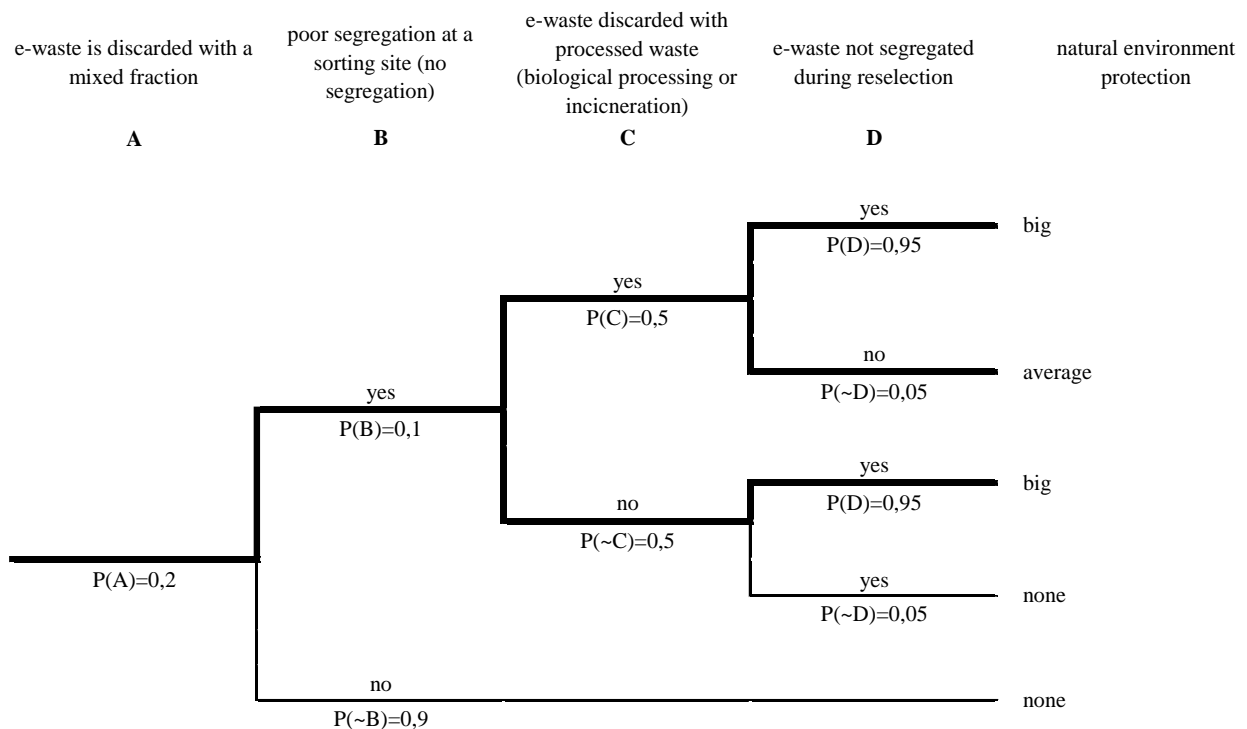 e-waste is discarded with a
mixed fraction
A
poor segregation at a
sorting site (no
segregation)
B
e-waste discarded with
processed waste
(biological processing or
incicneration)
C
e-waste not segregated
during reselection
D
natural environment
protection
yes
P(D)=0,95
big
yes
P(C)=0,5
no
P(~D)=0,05
average
yes
P(B)=0,1
yes
P(D)=0,95
big
no
P(~C)=0,5
P(A)=0,2
yes
P(~D)=0,05
none
no
P(~B)=0,9
none